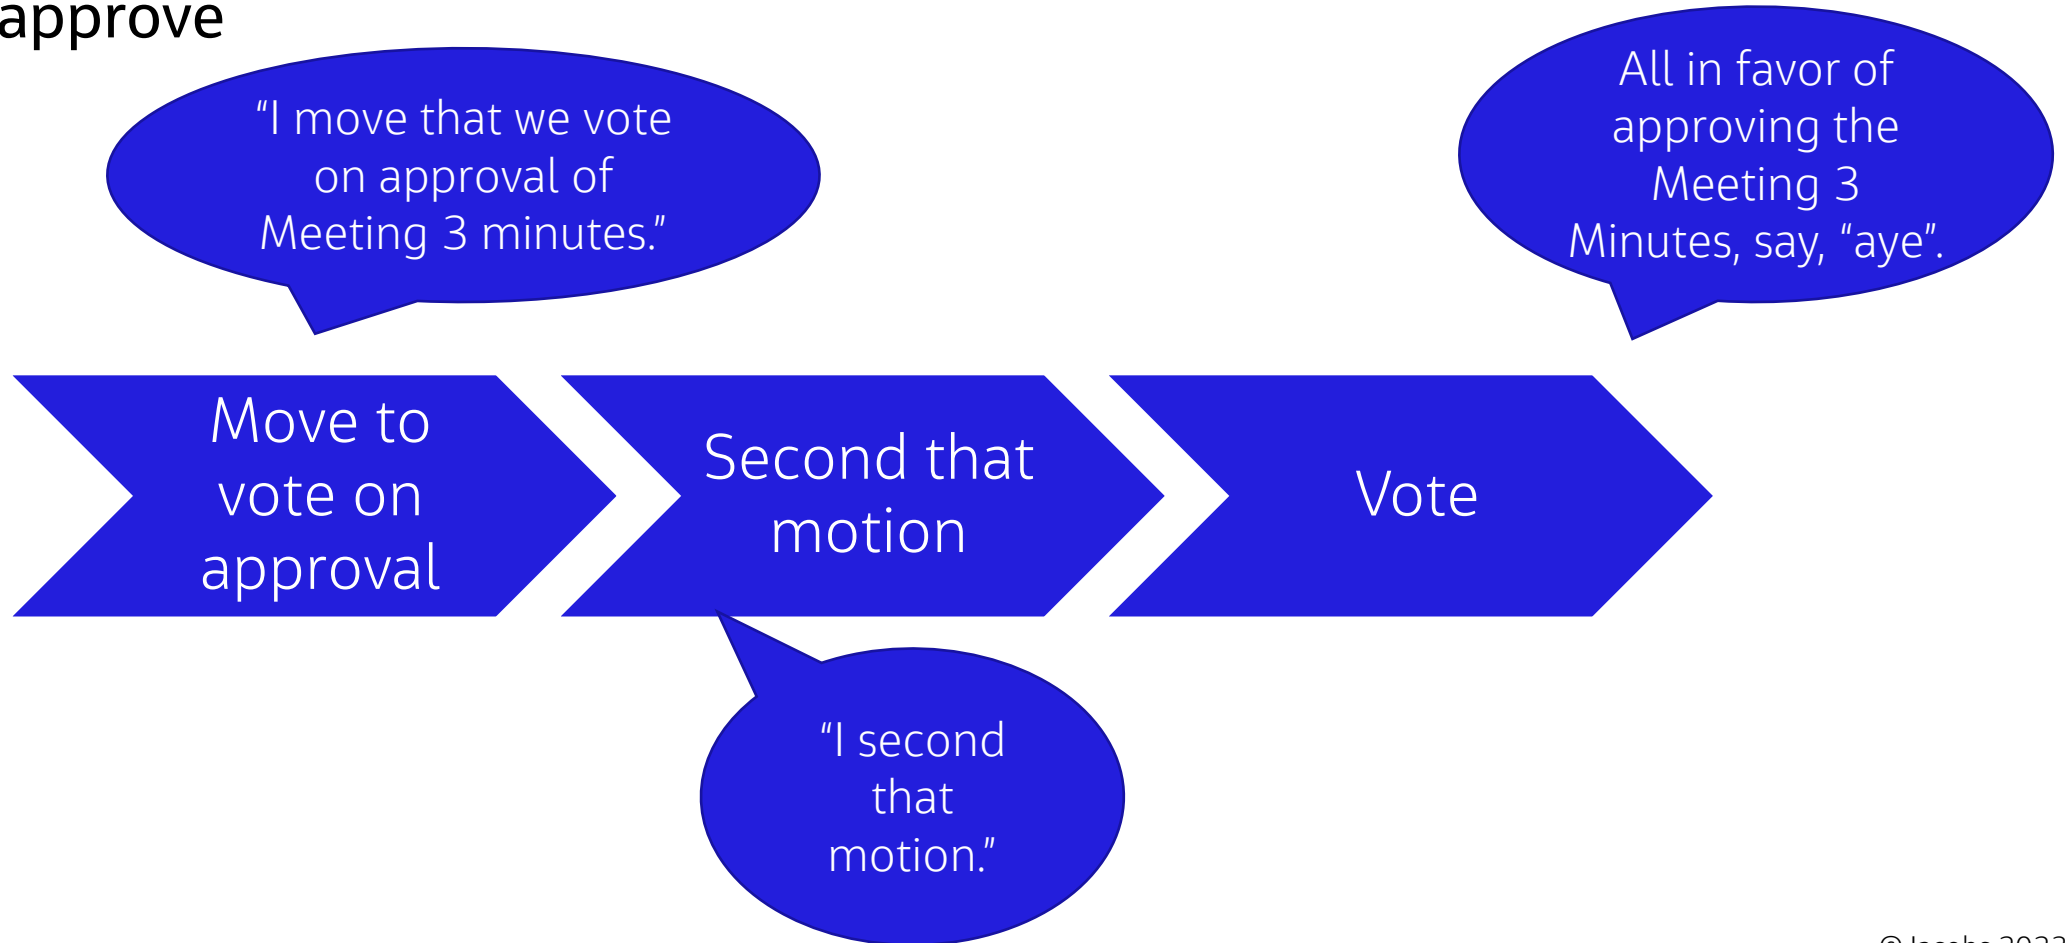 approve
“I move that we vote
on approval of
Meeting 3 minutes.”
All in favor of
approving the
Meeting 3
Minutes, say, “aye”.
Move to
vote on
approval
Second that
motion
Vote
“I second
that
motion.”
© Jacobs